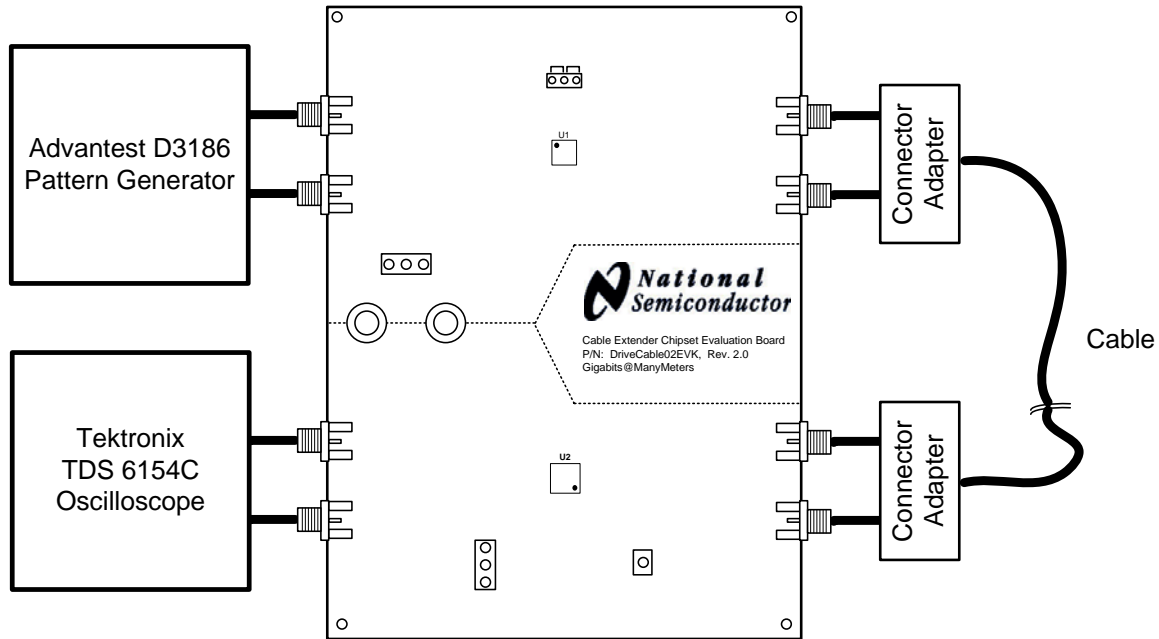 Advantest D3186
Pattern Generator
U1
Connector
Adapter
National
Semiconductor
Cable Extender Chipset Evaluation Board
P/N: DriveCable02EVK, Rev. 2.0
Gigabits@ManyMeters
Cable
Tektronix
TDS 6154C
Oscilloscope
U2
Connector
Adapter